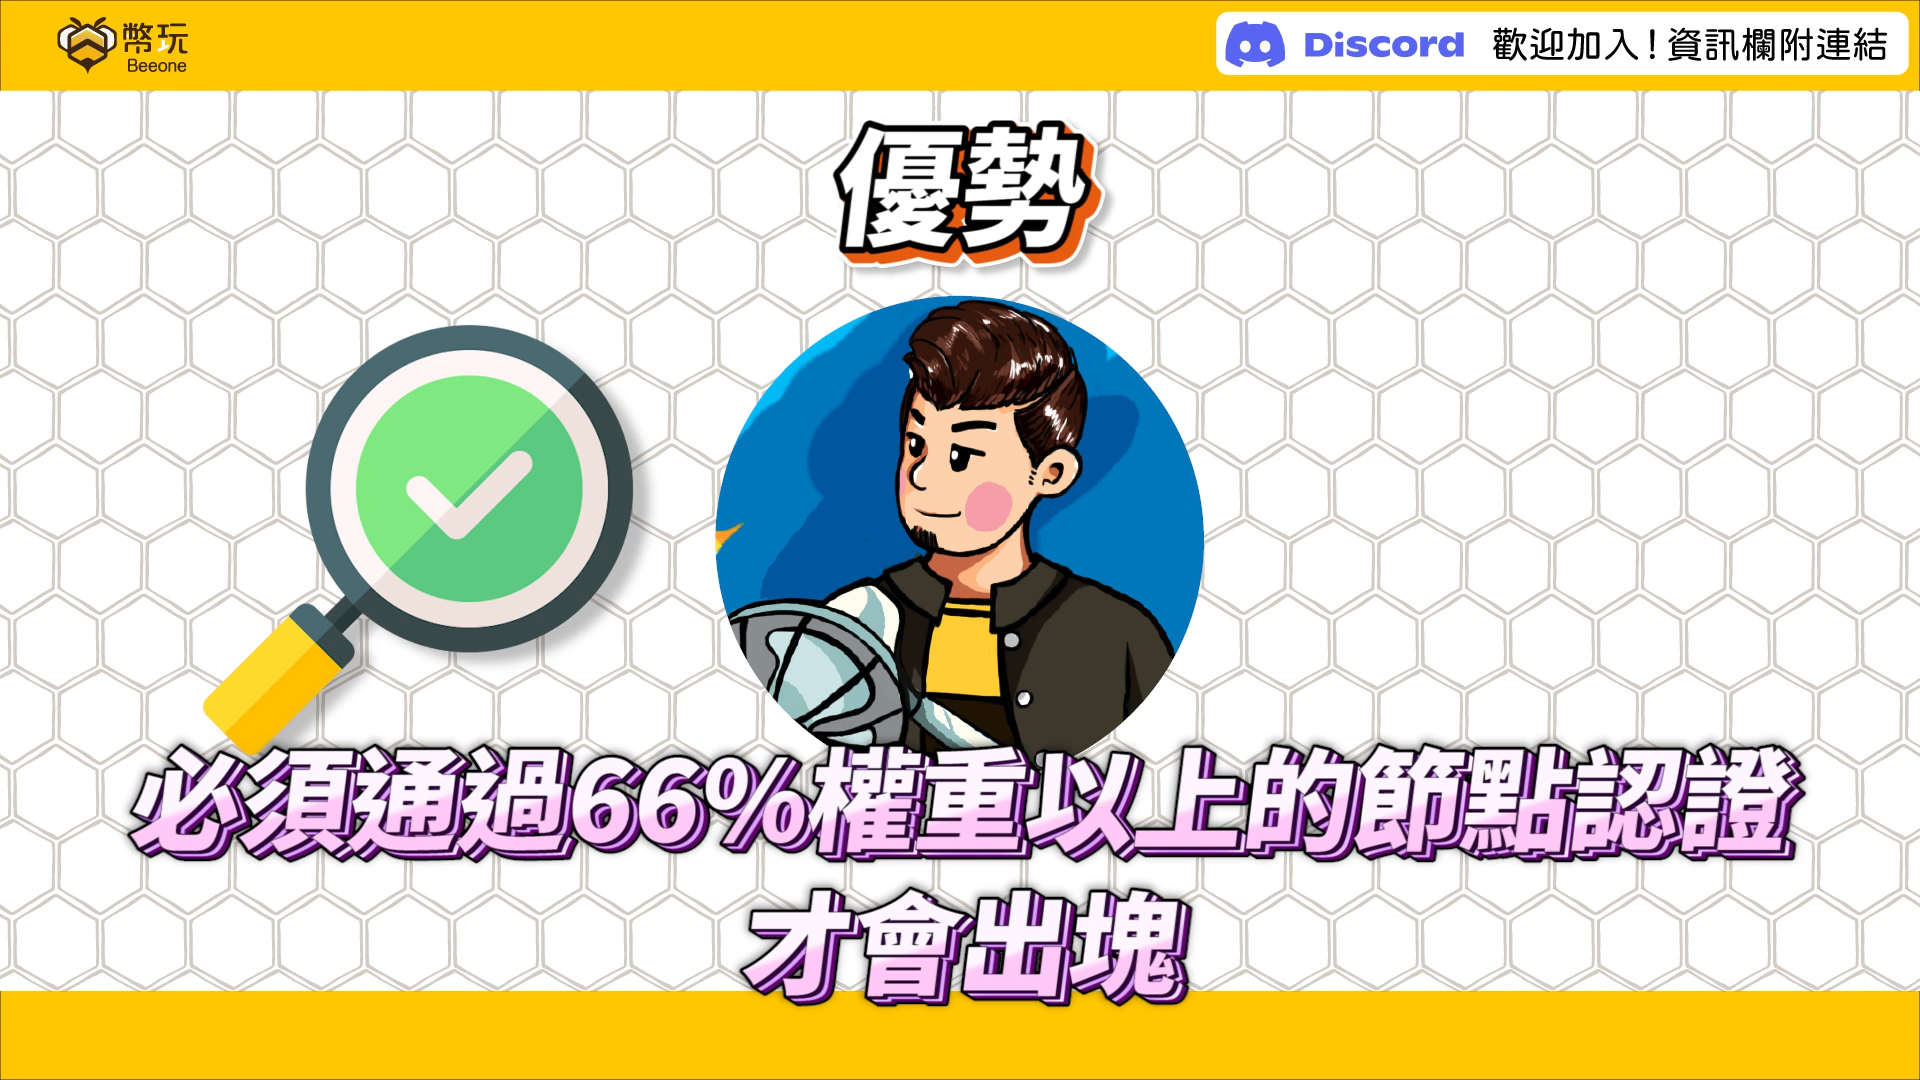 幣玩
Beeone
Discord 歡迎加入!資訊欄附連結
優勢
必須通過66%權重以上的節點認證
才會出塊